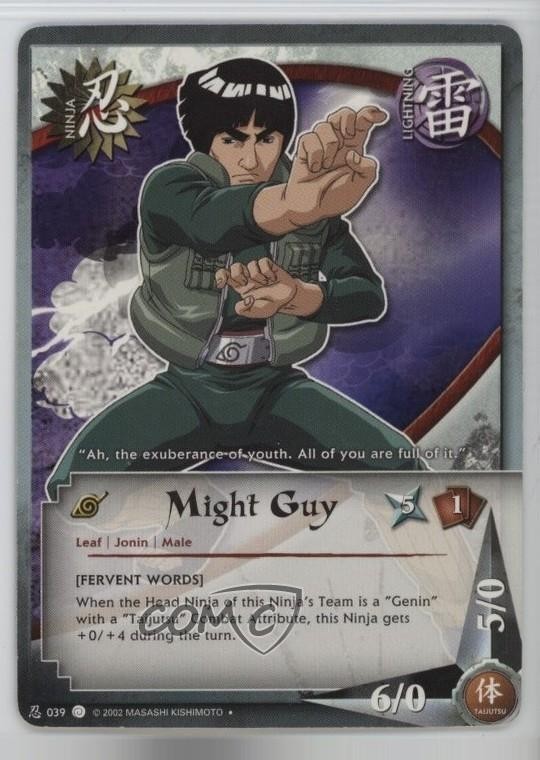 忍
NINJA
雷
LIGHTNING
"Ah, the exuberance of youth. All of you are full of it."
Might Guy
5
1
Leaf | Jonin | Male
[FERVENT WORDS]
When the Head Ninja of this Ninja's Team is a "Genin"
with a "Taijutsu" Combat Attribute, this Ninja gets
+0/+4 during the turn.
COMC
5/0
6/0
体
TAIJUTSU
忍 039 © 2002 MASASHI KISHIMOTO •